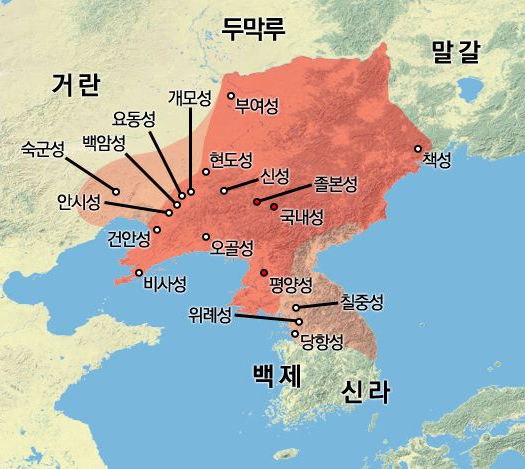 두막루
말갈
거란
개모성
부여성
요동성
백암성
숙군성
현도성
채성
신성
졸본성
안시성
국내성
건안성
오골성
비사성
평양성
칠중성
위례성
당항성
백제
신라